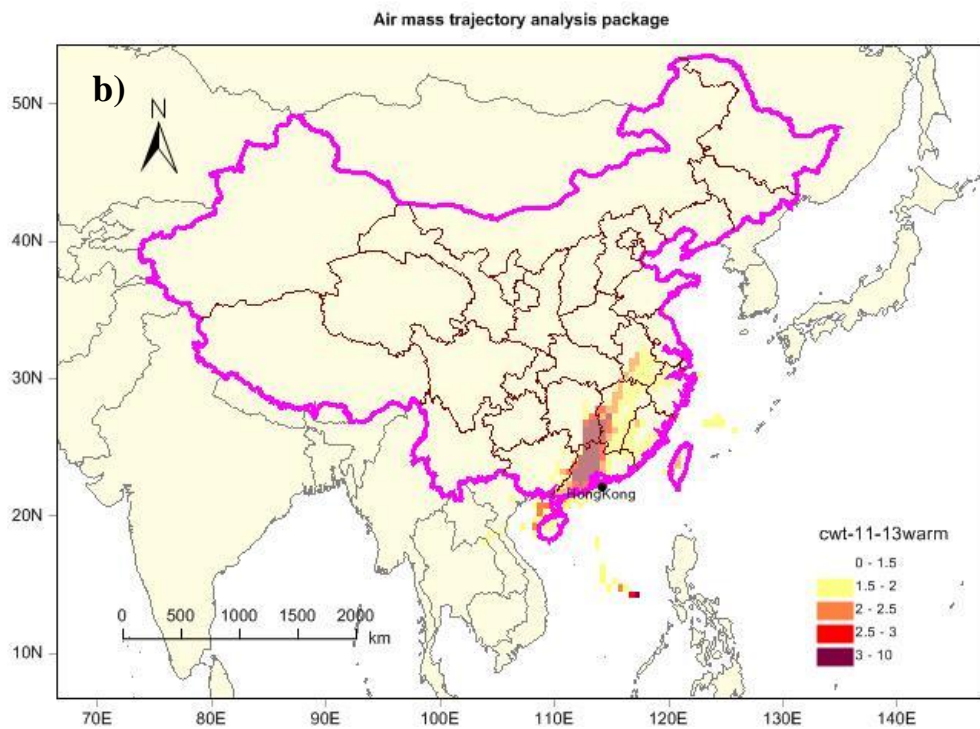 Air mass trajectory analysis package
b)
N
50N
40N
30N
20N
10N
HongKong
cwt-11-13warm
0 - 1.5
1.5 - 2
2 - 2.5
2.5 - 3
3 - 10
0 500 1000 1500 2000
km
70E 80E 90E 100E 110E 120E 130E 140E